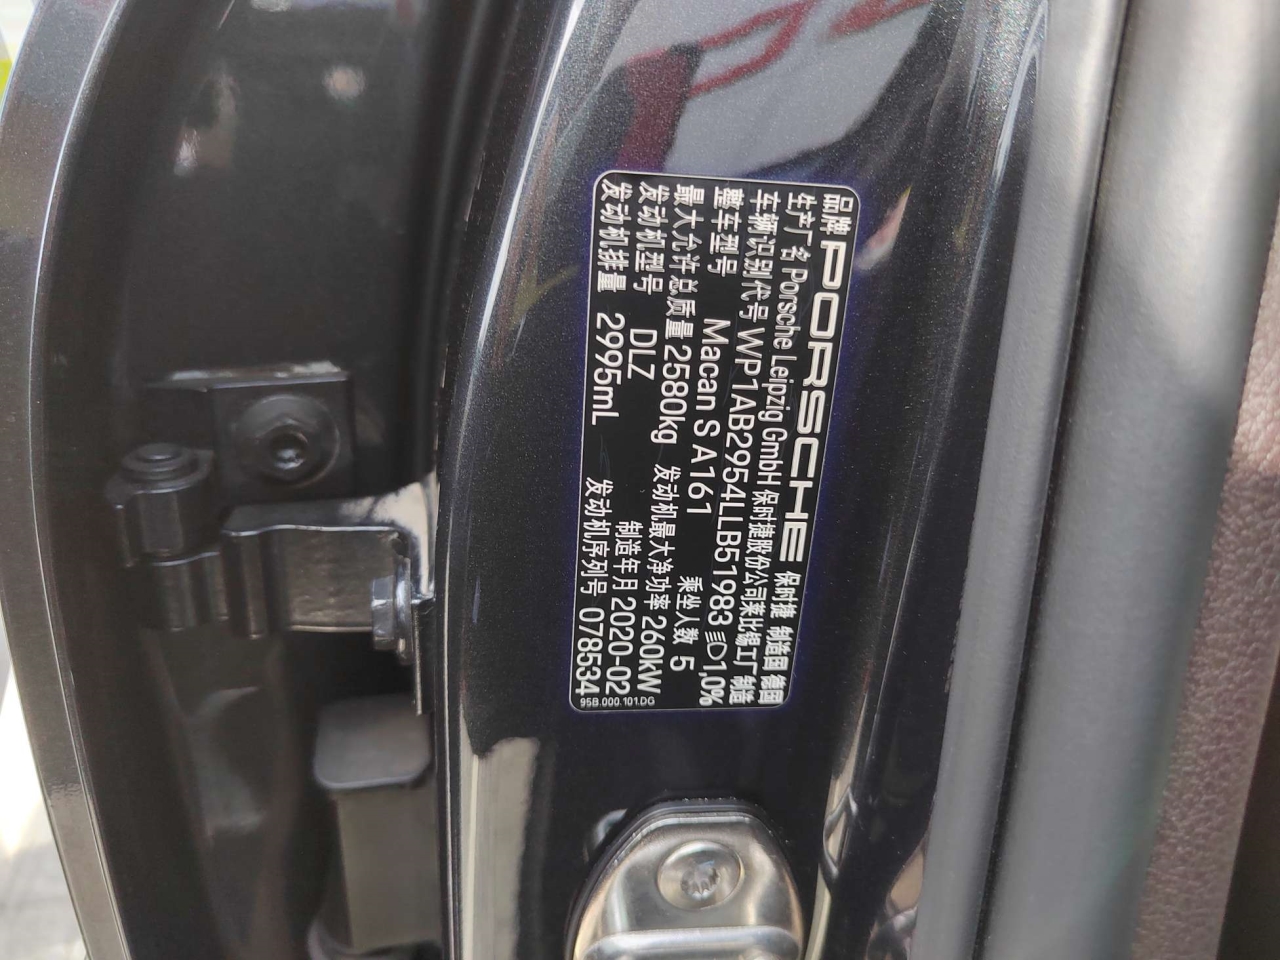 品牌 PORSCHE 保时捷 制造国 德国
生产厂名 Porsche Leipzig GmbH 保时捷股份公司莱比锡工厂 制造
车辆识别代号 WP1AB2954LLB51983 1,0%
整车型号 Macan S A161 乘坐人数 5
最大允许总质量 2580kg 发动机最大净功率 260kW
发动机型号 DLZ 制造年月 2020-02
发动机排量 2995mL 发动机序列号 078534
95B.000.101.DG